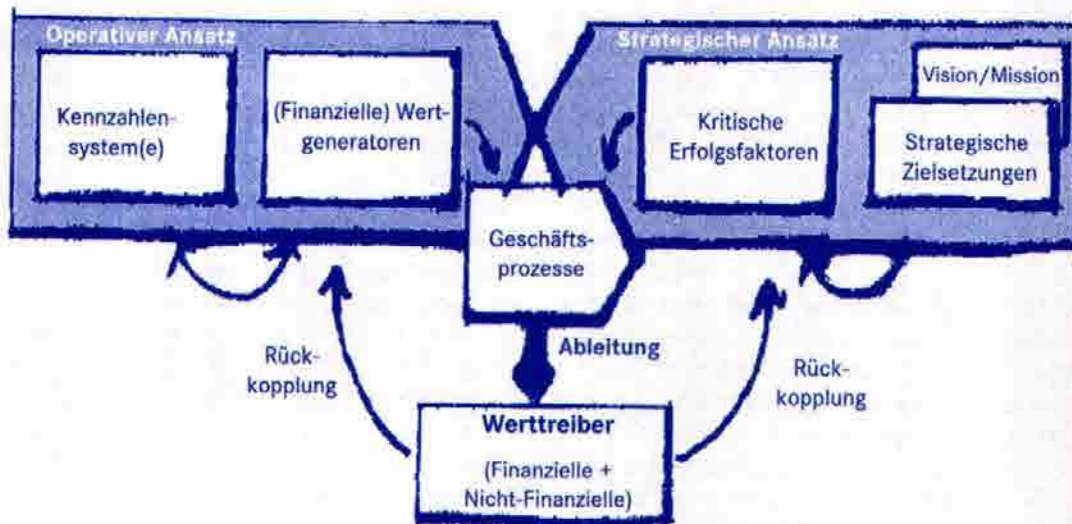 Operativer Ansatz
Kennzahlen-
system(e)
(Finanzielle) Wert-
generatoren
Strategischer Ansatz
Kritische
Erfolgsfaktoren
Vision/Mission
Strategische
Zielsetzungen
Geschäfts-
prozesse
Ableitung
Rück-
kopplung
Rück-
kopplung
Werttreiber
(Finanzielle +
Nicht-Finanzielle)